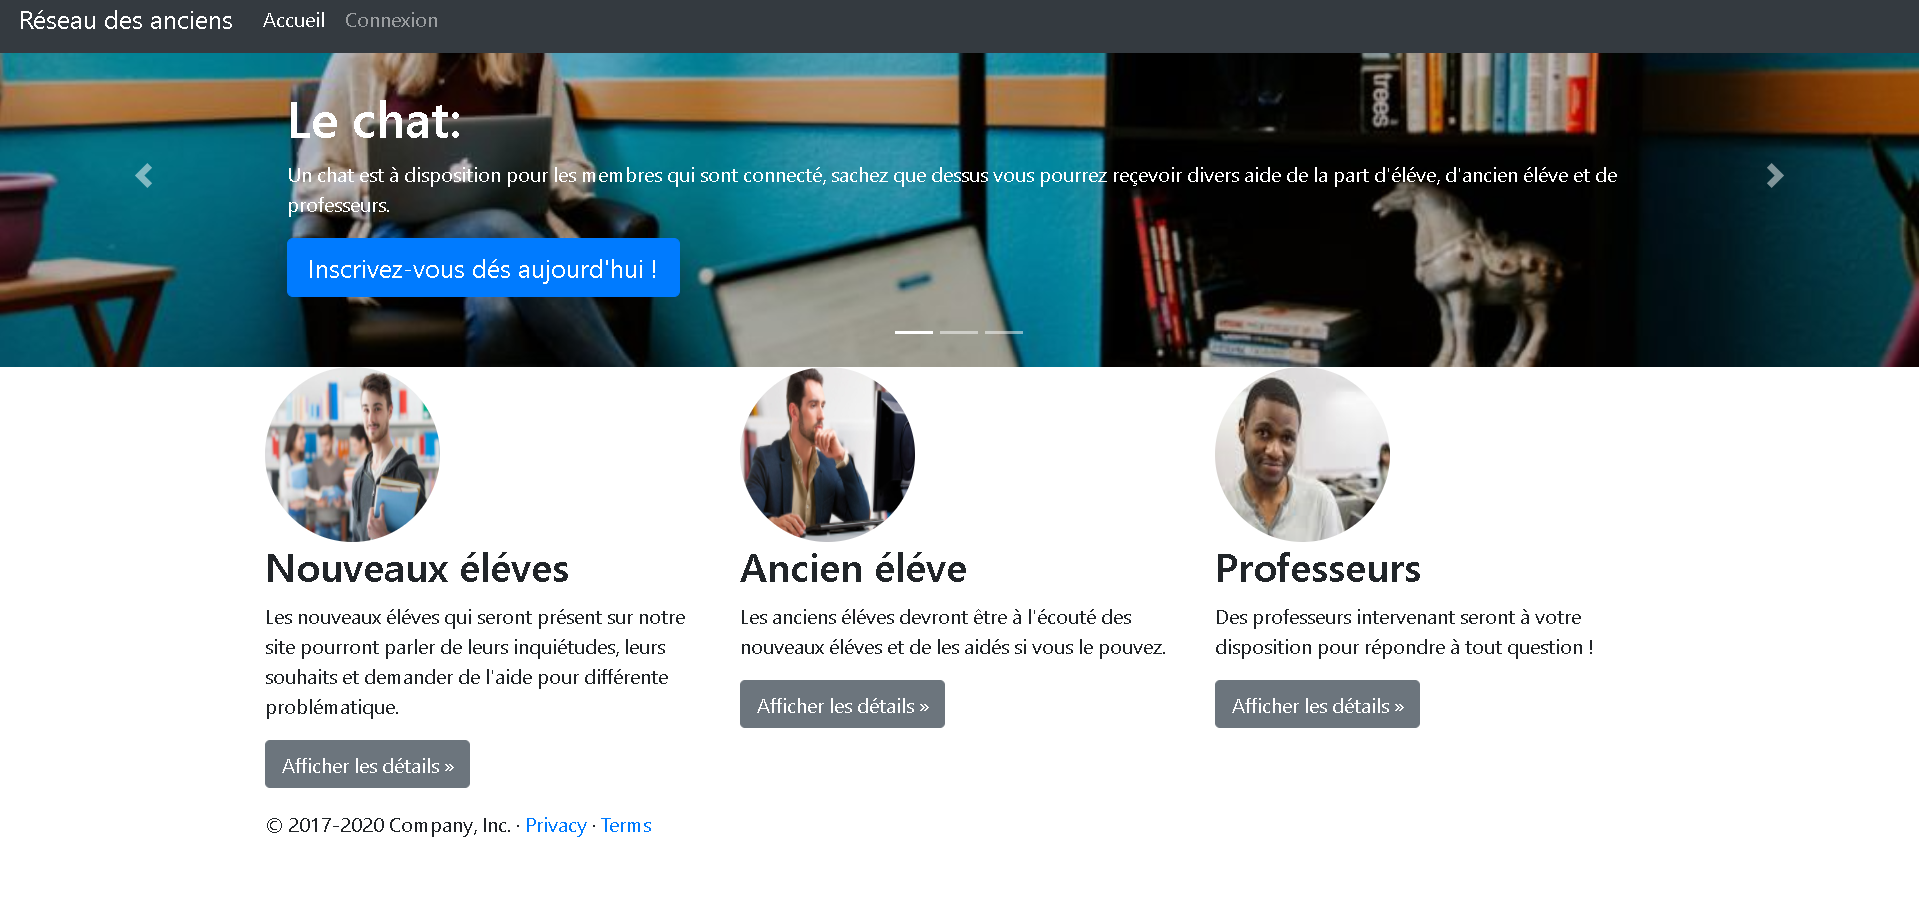 Réseau des anciens Accueil Connexion
trees
Le chat:
Un chat est à disposition pour les membres qui sont connecté, sachez que dessus vous pourrez reçevoir divers aide de la part d'éléve, d'ancien éléve et de
professeurs.
Inscrivez-vous dés aujourd'hui !
Nouveaux éléves
Les nouveaux éléves qui seront présent sur notre
site pourront parler de leurs inquiétudes, leurs
souhaits et demander de l'aide pour différente
problématique.
Afficher les détails »
Ancien éléve
Les anciens éléves devront être à l'écouté des
nouveaux éléves et de les aidés si vous le pouvez.
Afficher les détails »
Professeurs
Des professeurs intervenant seront à votre
disposition pour répondre à tout question !
Afficher les détails »
© 2017-2020 Company, Inc. · Privacy · Terms